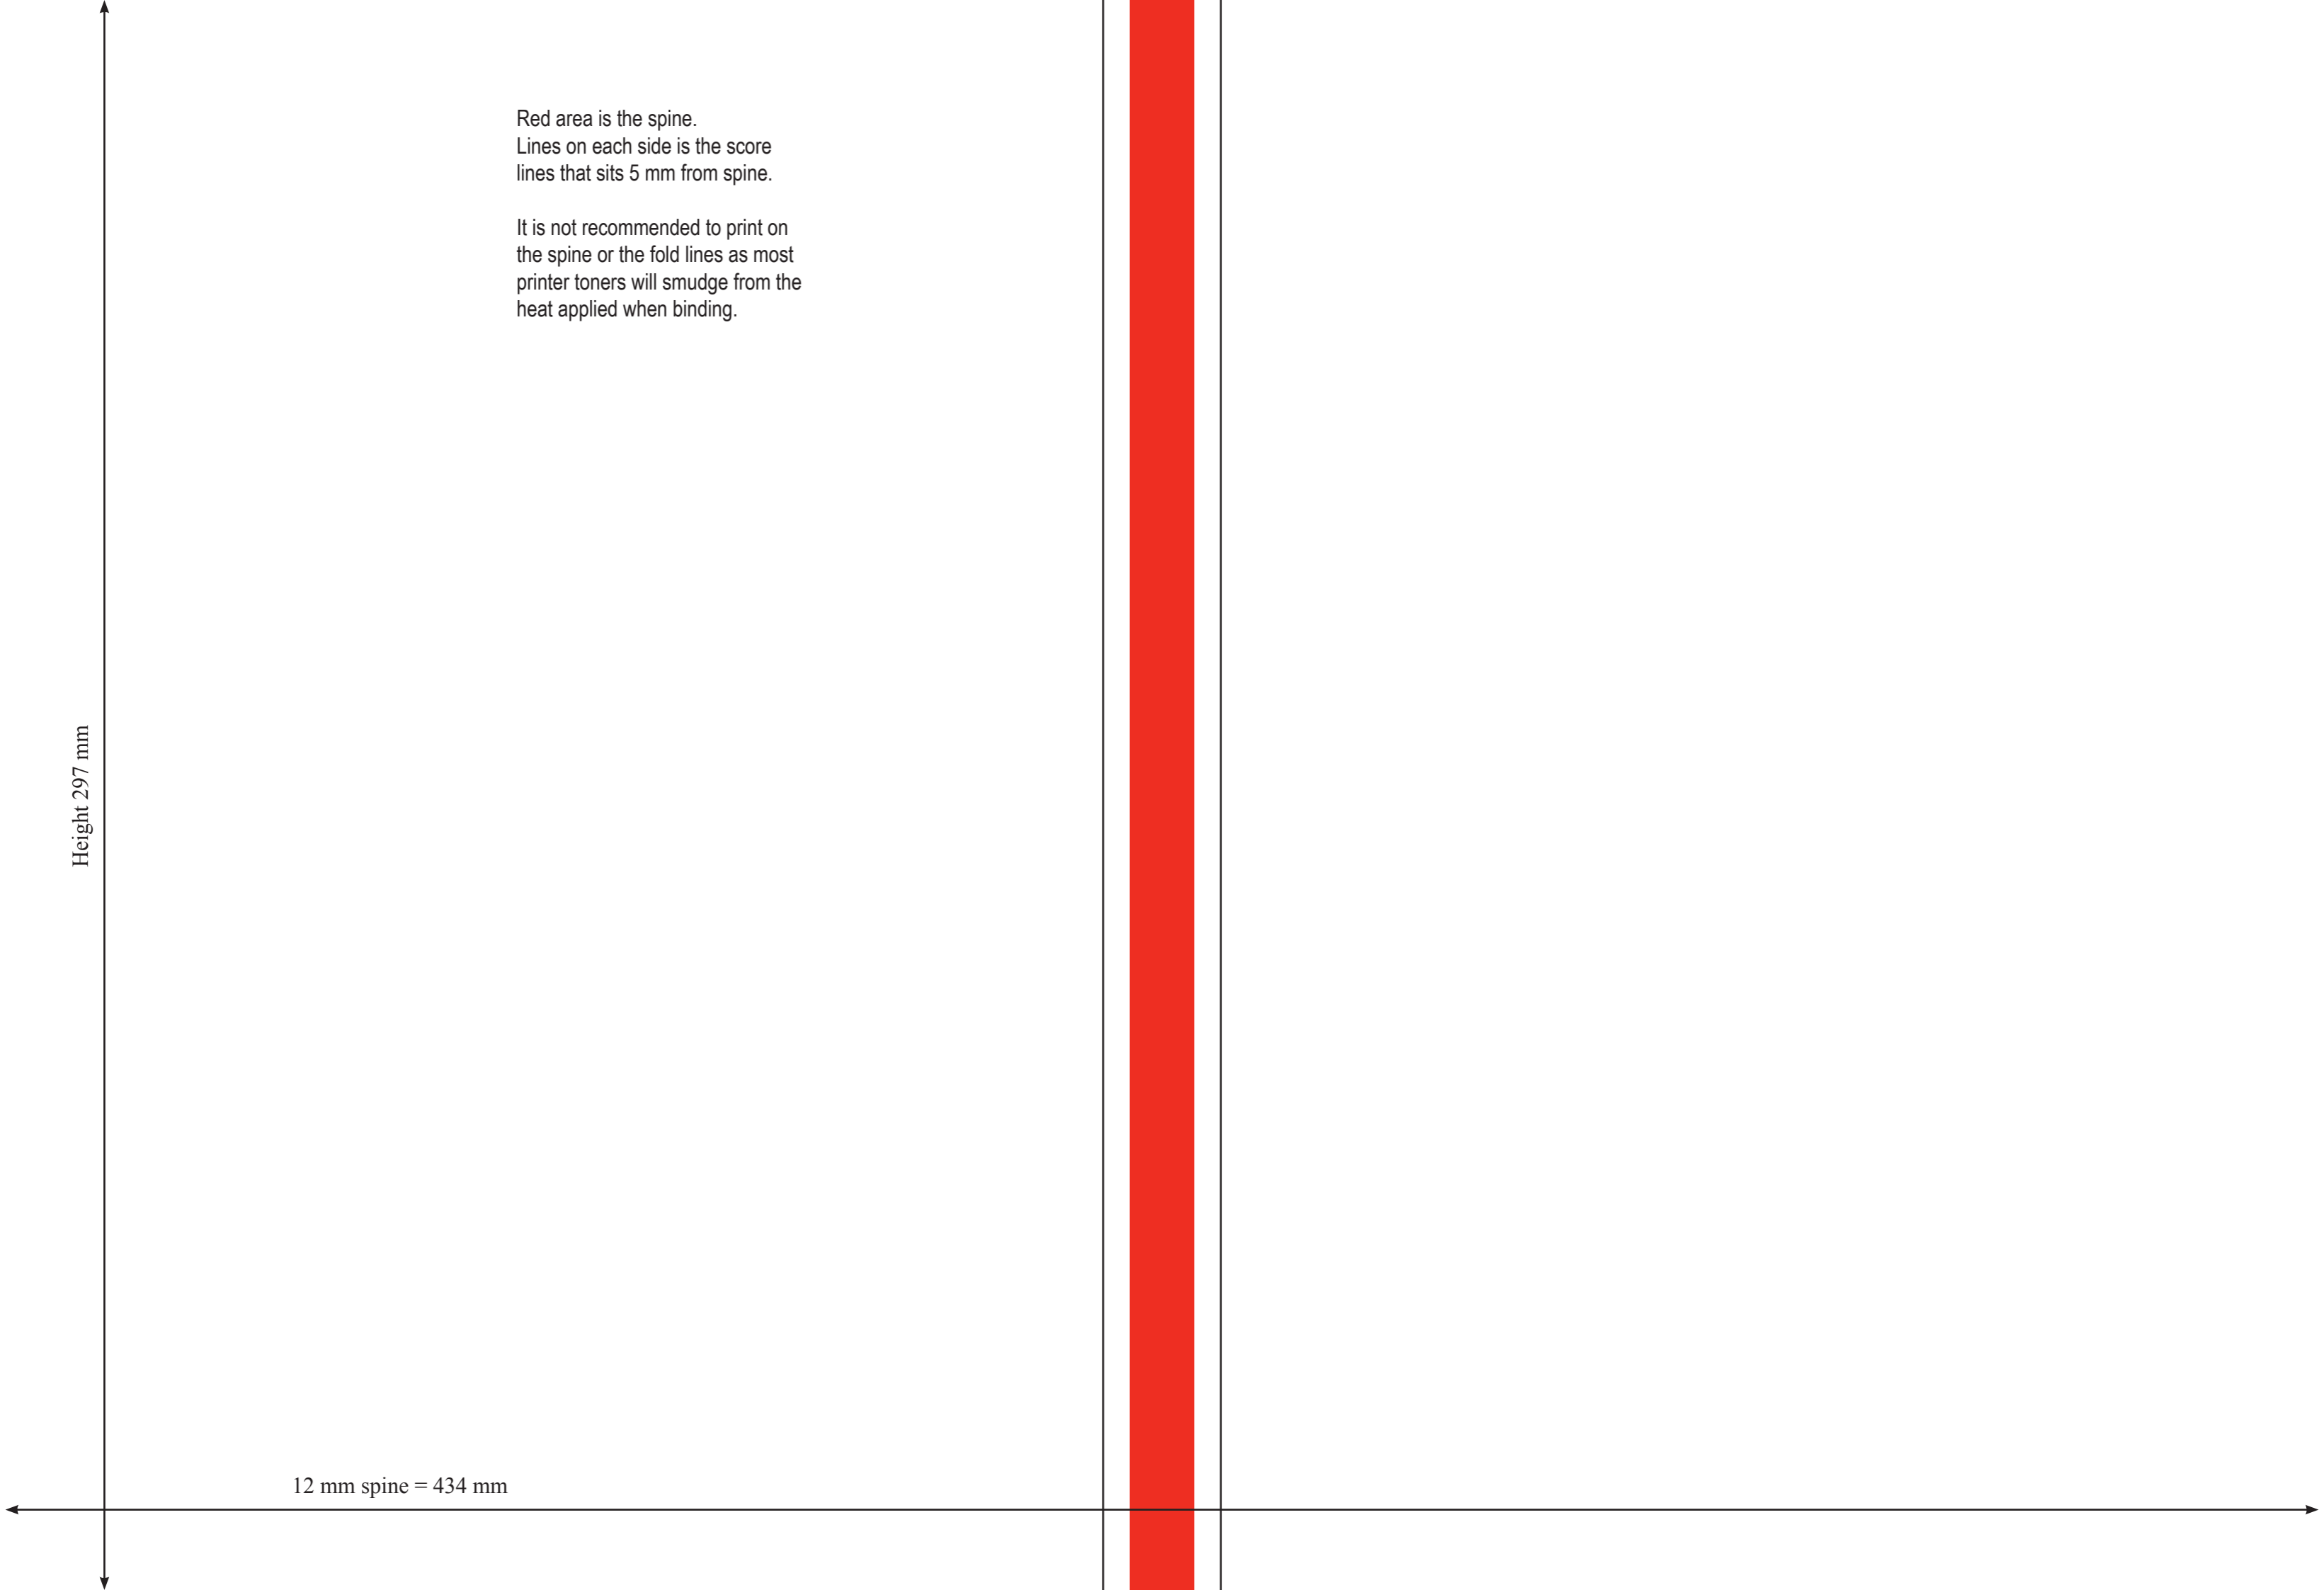 Red area is the spine.
Lines on each side is the score
lines that sits 5 mm from spine.
It is not recommended to print on
the spine or the fold lines as most
printer toners will smudge from the
heat applied when binding.
Height 297 mm
12 mm spine = 434 mm